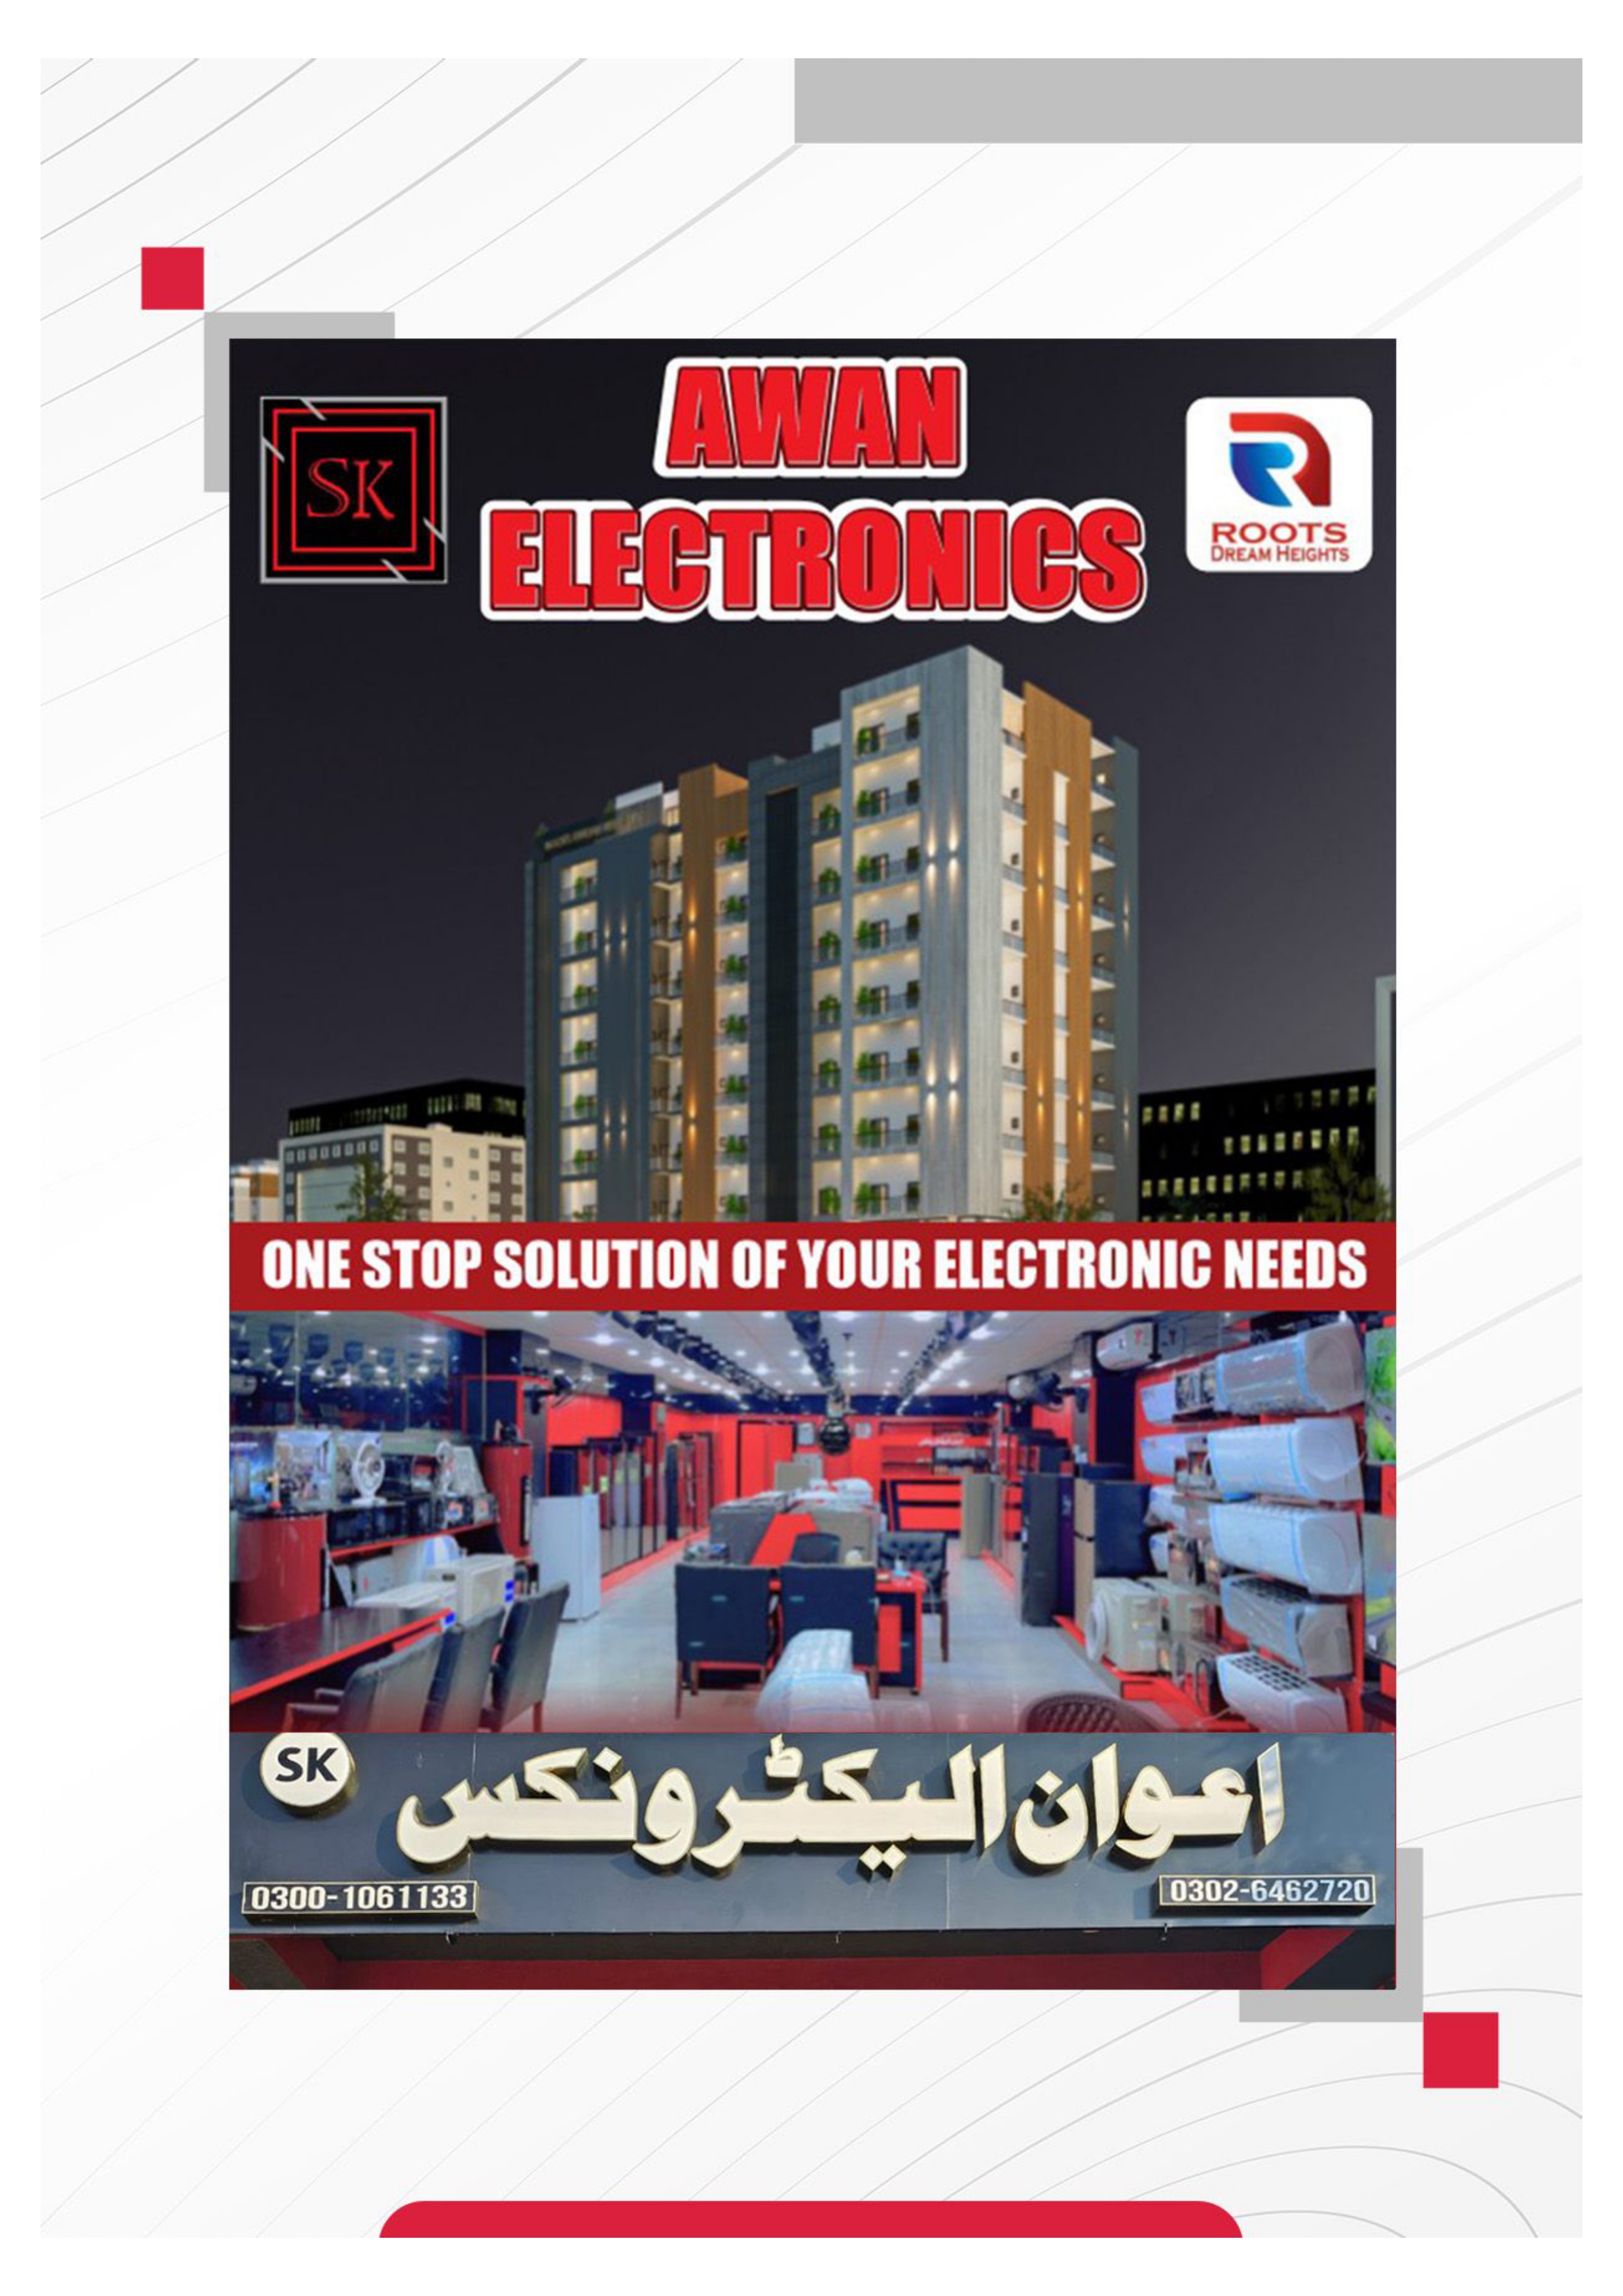 AWAN
ELECTRONICS
SK
ROOTS
DREAM HEIGHTS
ONE STOP SOLUTION OF YOUR ELECTRONIC NEEDS
SK
اعوان الیکٹرونکس
0300-1061133
0302-6462720